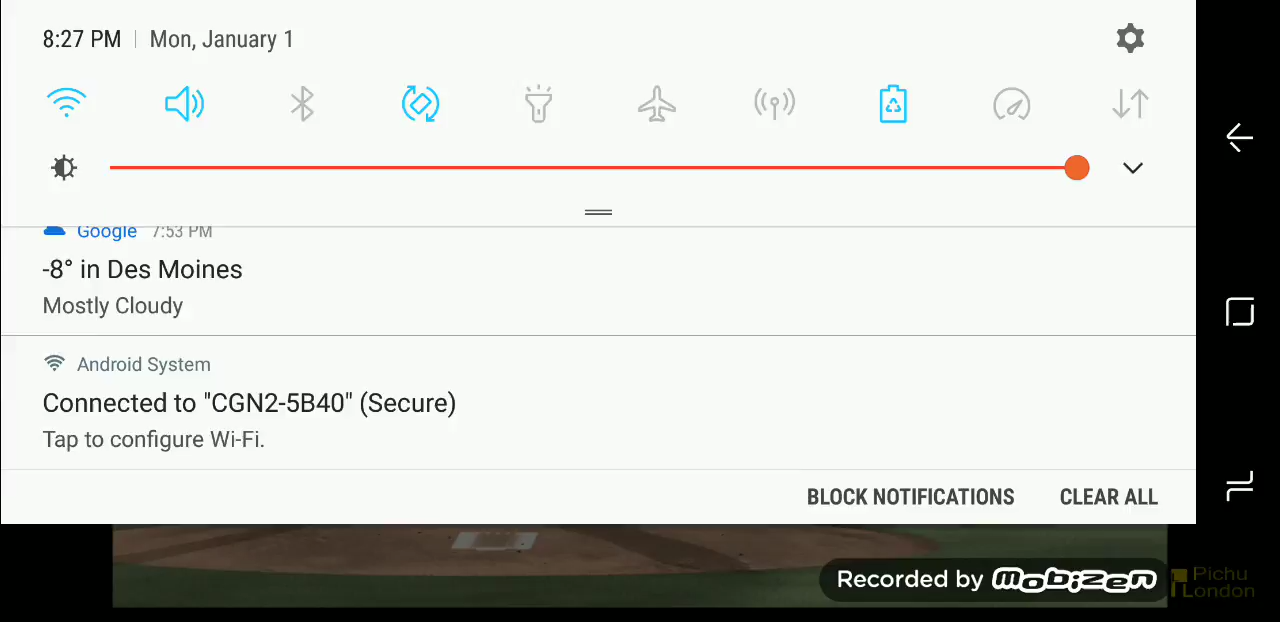 8:27 PM | Mon, January 1
Google 7:53 PM
-8° in Des Moines
Mostly Cloudy
Android System
Connected to "CGN2-5B40" (Secure)
Tap to configure Wi-Fi.
BLOCK NOTIFICATIONS CLEAR ALL
Recorded by mobizen
Pichu
London